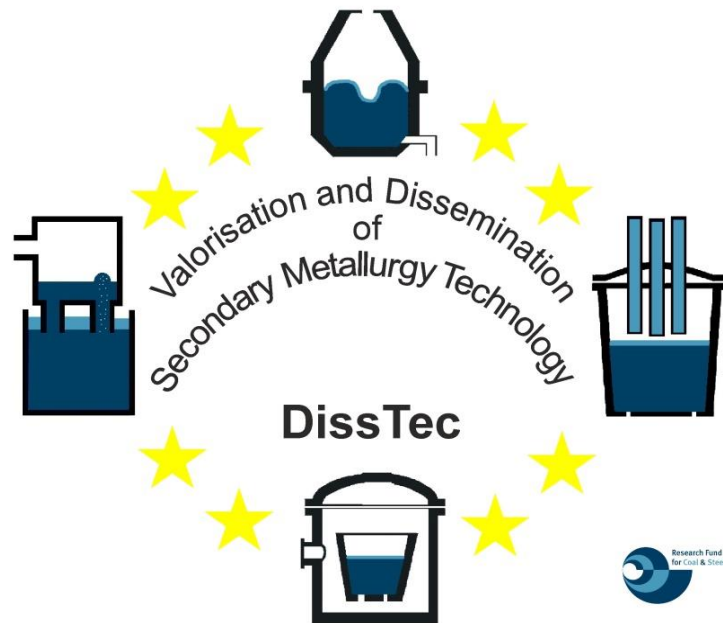 Valorisation and Dissemination
of
Secondary Metallurgy Technology
DissTec
Research Fund
for Coal & Steel